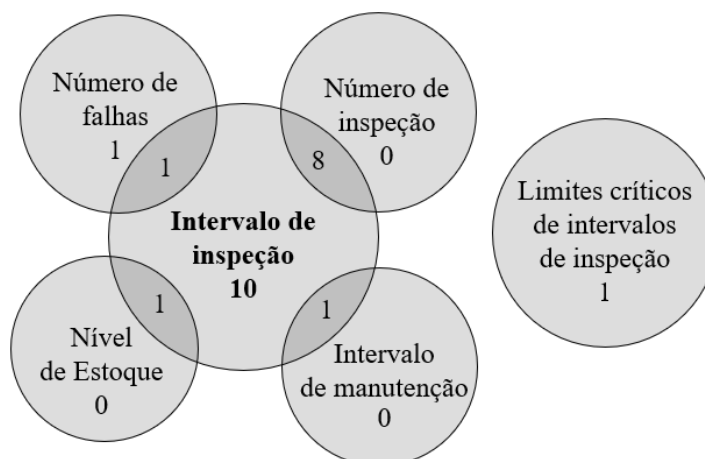 Número de
falhas
1
1
Número de
inspeção
0
8
Intervalo de
inspeção
10
Limites críticos
de intervalos
de inspeção
1
1
Nível
de Estoque
0
1
Intervalo
de manutenção
0